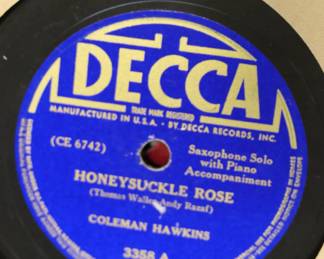 DECCA
TRADE MARK REGISTERED
MANUFACTURED IN U.S.A. - BY DECCA RECORDS, INC.
(CE 6742)
Saxophone Solo
with Piano
Accompaniment
HONEYSUCKLE ROSE
(Thomas Waller-Andy Razaf)
COLEMAN HAWKINS
3358 A